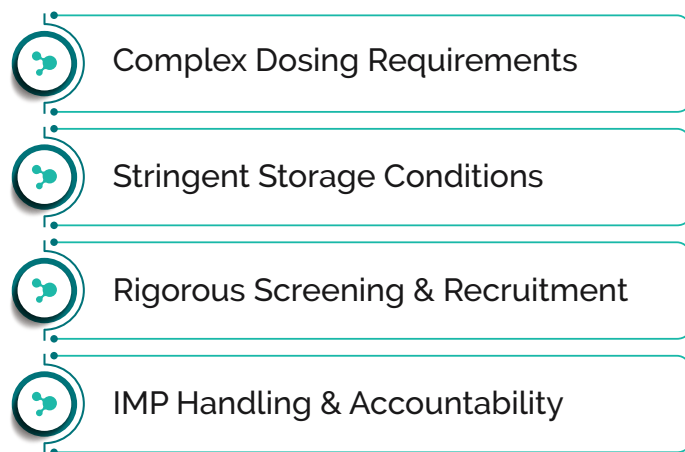 Complex Dosing Requirements
Stringent Storage Conditions
Rigorous Screening & Recruitment
IMP Handling & Accountability